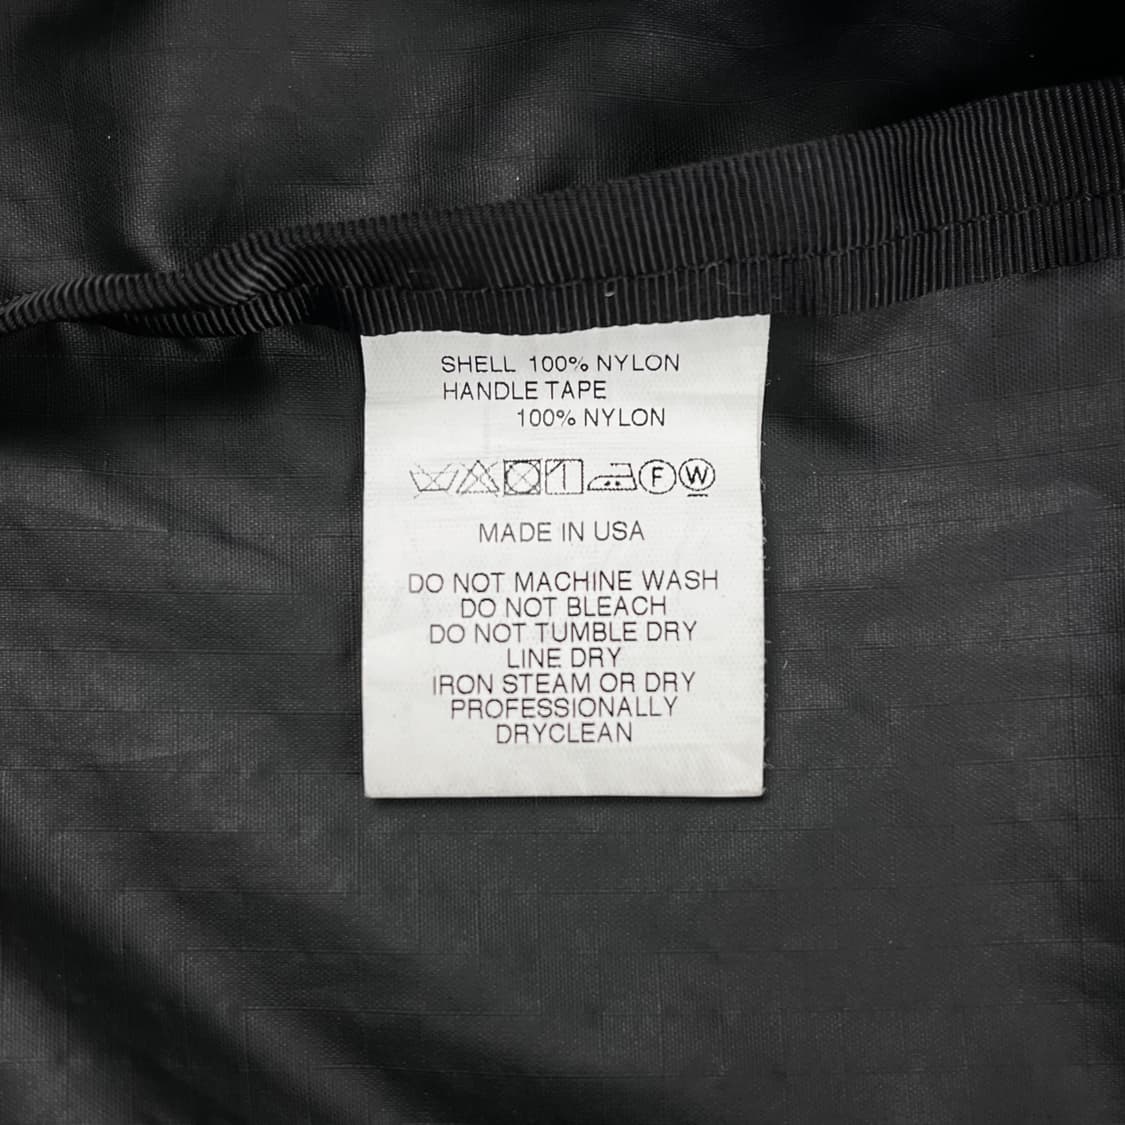 SHELL 100% NYLON
HANDLE TAPE
100% NYLON
F W
MADE IN USA
DO NOT MACHINE WASH
DO NOT BLEACH
DO NOT TUMBLE DRY
LINE DRY
IRON STEAM OR DRY
PROFESSIONALLY
DRYCLEAN